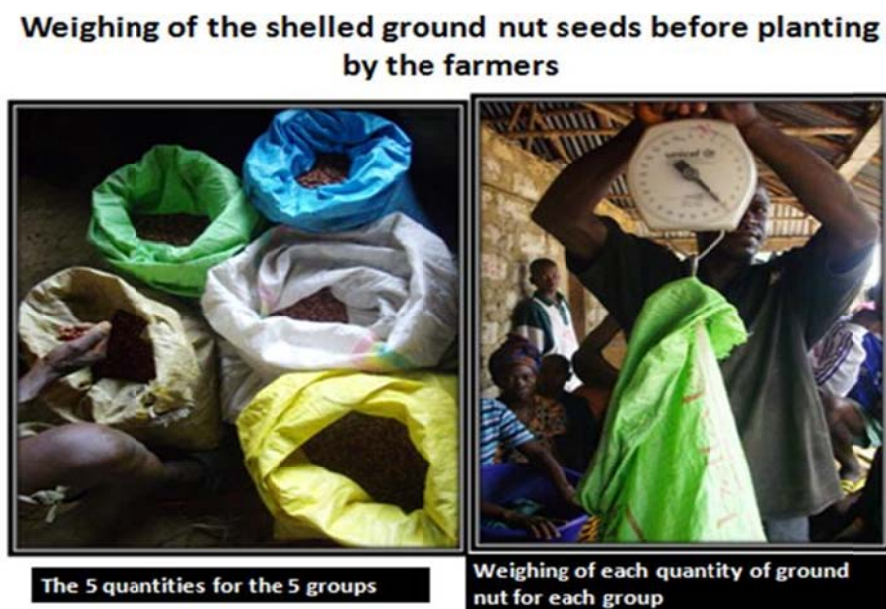 Weighing of the shelled ground nut seeds before planting
by the farmers
unicef
The 5 quantities for the 5 groups
Weighing of each quantity of ground
nut for each group